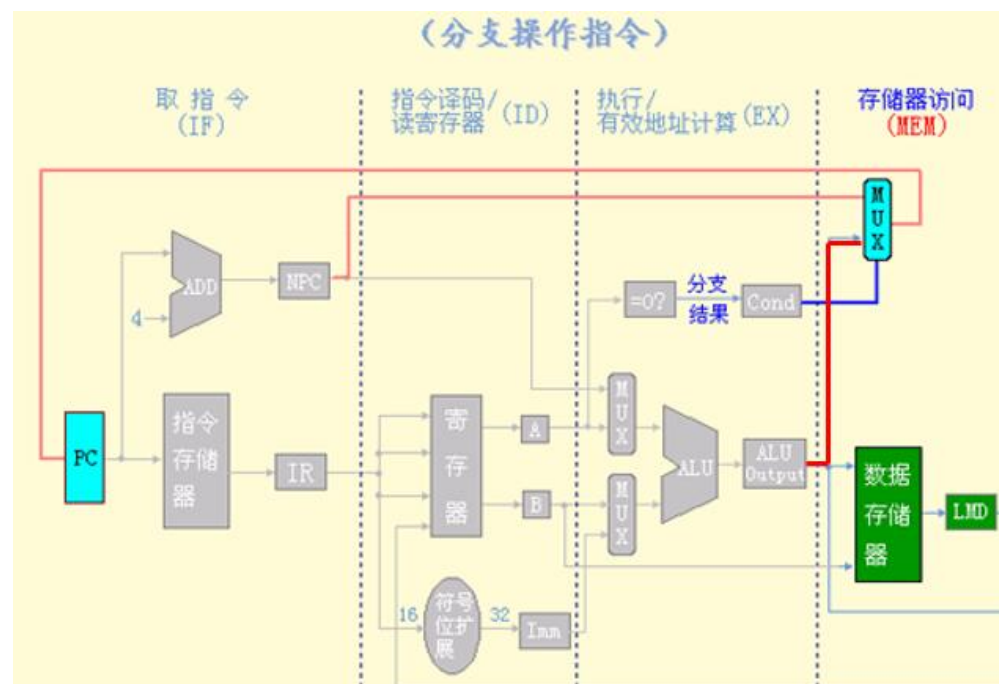 （分支操作指令）
取 指 令
(IF)
指令译码/
读寄存器 (ID)
执行/
有效地址计算 (EX)
存储器访问
(MEM)
M
U
X
ADD
NPC
4
=0?
分支
结果
Cond
PC
指令
存储
器
IR
寄
存
器
A
B
M
U
X
M
U
X
ALU
ALU
Output
数据
存储
器
LMD
16
符号
位扩
展
32
Imm